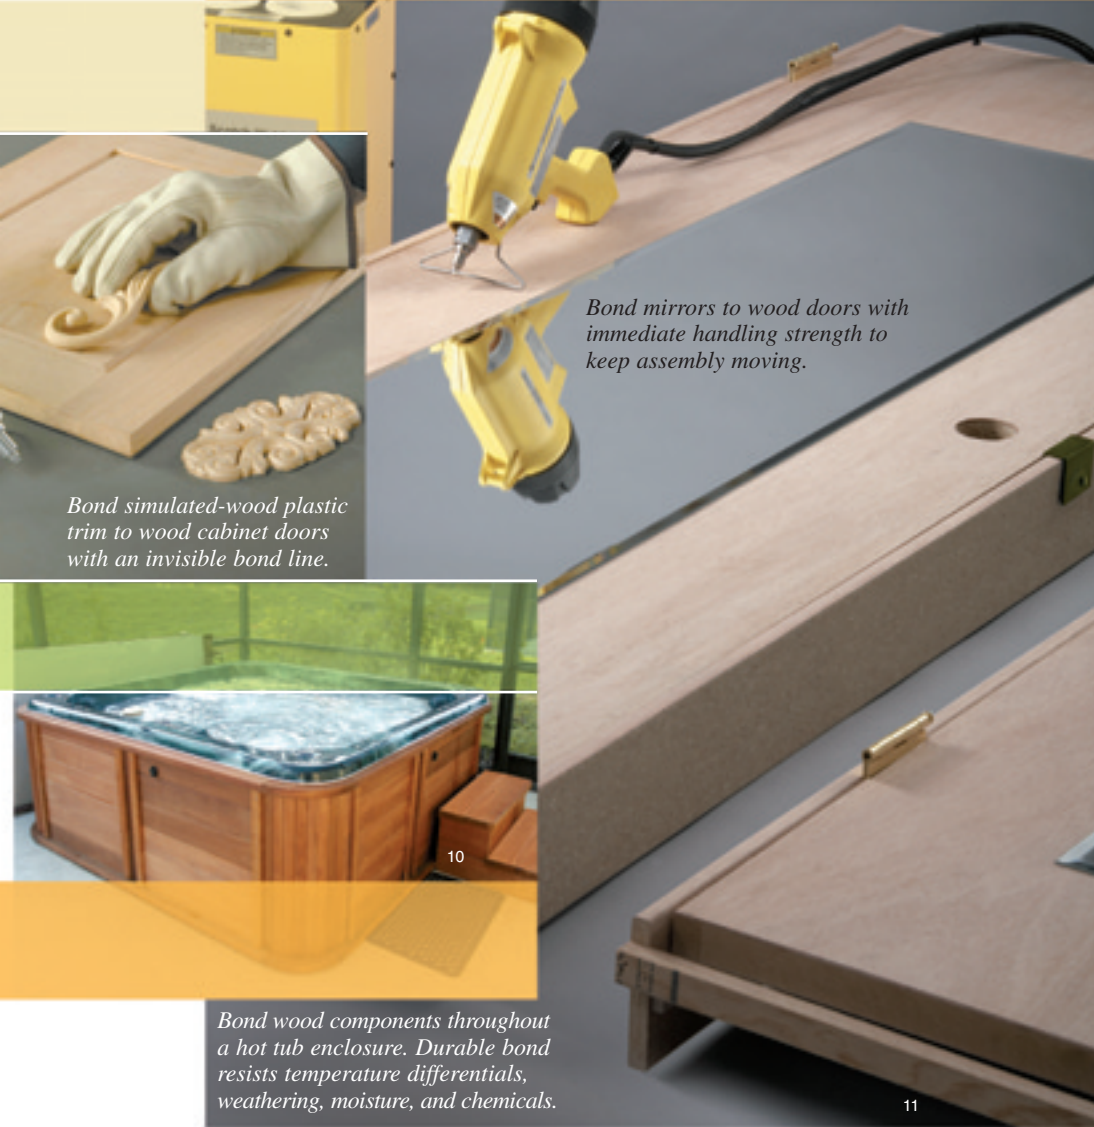 Bond mirrors to wood doors with
immediate handling strength to
keep assembly moving.
Bond simulated-wood plastic
trim to wood cabinet doors
with an invisible bond line.
10
Bond wood components throughout
a hot tub enclosure. Durable bond
resists temperature differentials,
weathering, moisture, and chemicals.
11